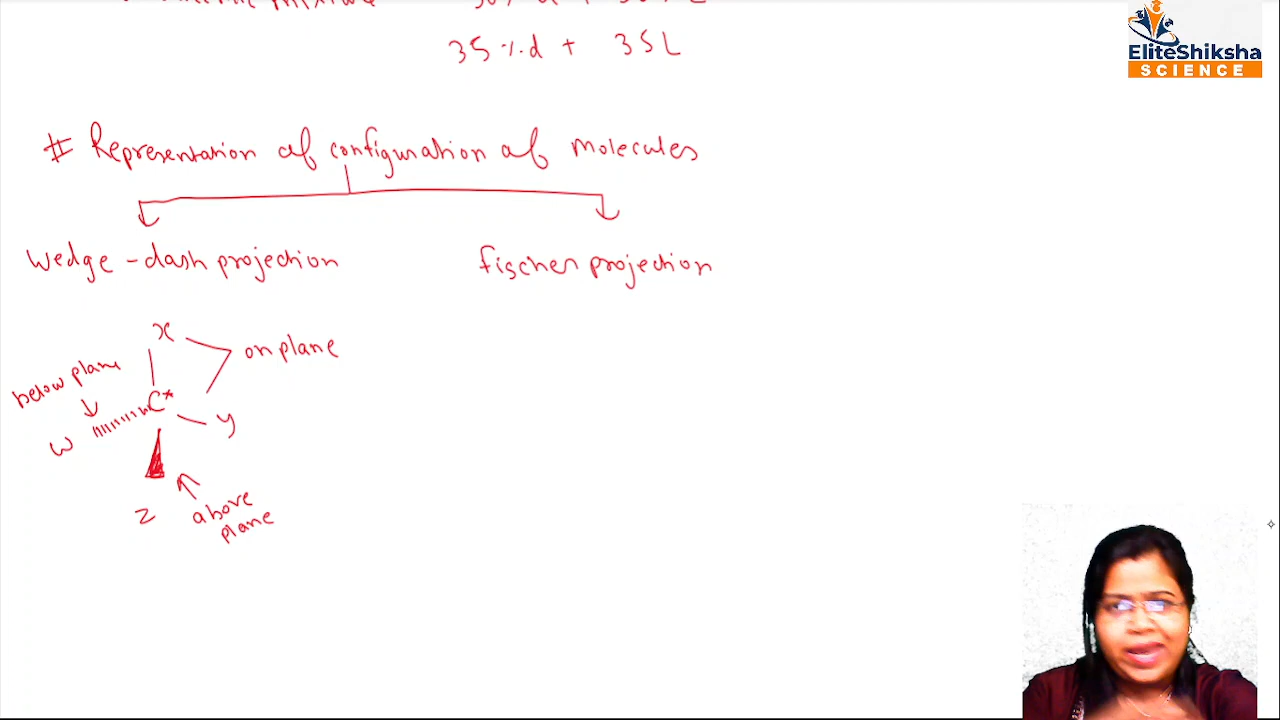 35 % d + 35 L
EliteShiksha
SCIENCE
# Representation of configuration of molecules
Wedge - dash projection
fischer projection
x
on plane
below plane
C*
y
w
z
above
plane